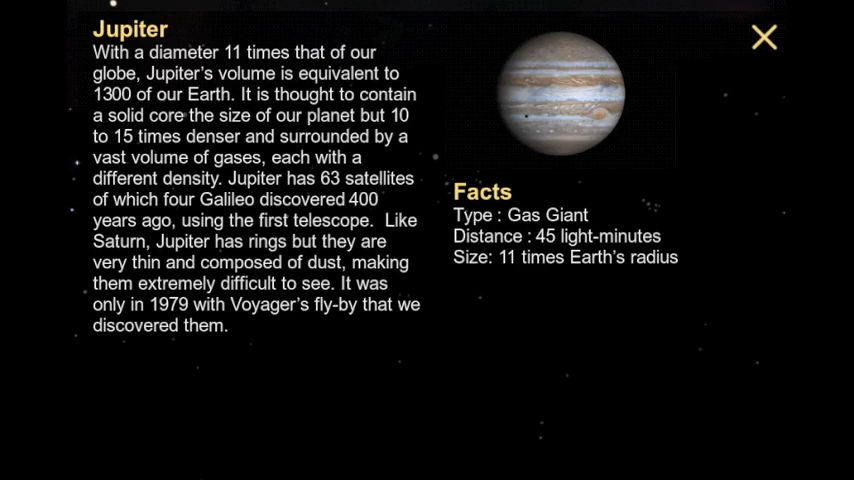 Jupiter
With a diameter 11 times that of our
globe, Jupiter's volume is equivalent to
1300 of our Earth. It is thought to contain
a solid core the size of our planet but 10
to 15 times denser and surrounded by a
vast volume of gases, each with a
different density. Jupiter has 63 satellites
of which four Galileo discovered 400
years ago, using the first telescope.  Like
Saturn, Jupiter has rings but they are
very thin and composed of dust, making
them extremely difficult to see. It was
only in 1979 with Voyager's fly-by that we
discovered them.
Facts
Type : Gas Giant
Distance : 45 light-minutes
Size: 11 times Earth's radius